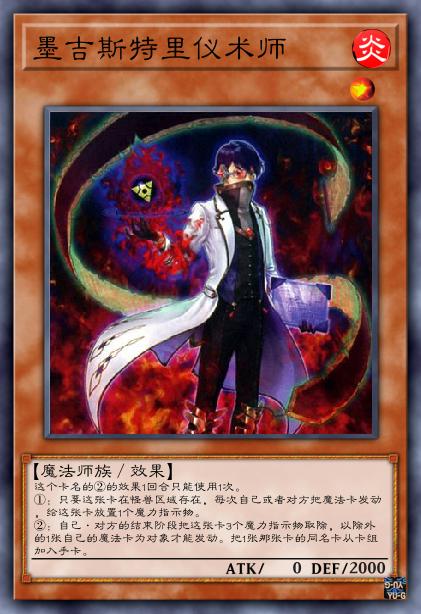 墨吉斯特里仪术师
炎
【魔法师族/效果】
这个卡名的②的效果1回合只能使用1次。
①：只要这张卡在怪兽区域存在，每次自己或者对方把魔法卡发动，
给这张卡放置1个魔力指示物。
②：自己·对方的结束阶段把这张卡3个魔力指示物取除，以除外
的1张自己的魔法卡为对象才能发动。把1张那张卡的同名卡从卡组
加入手卡。
ATK/ 0 DEF/2000